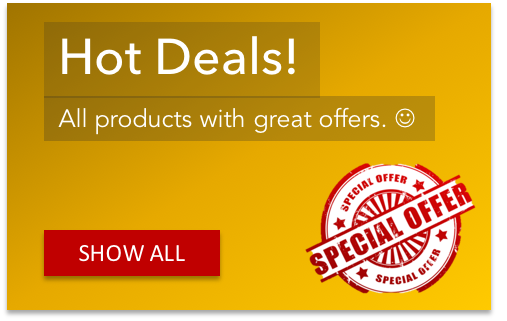 Hot Deals!
All products with great offers. ☺
SPECIAL OFFER
SPECIAL OFFER
SPECIAL OFFER
SHOW ALL